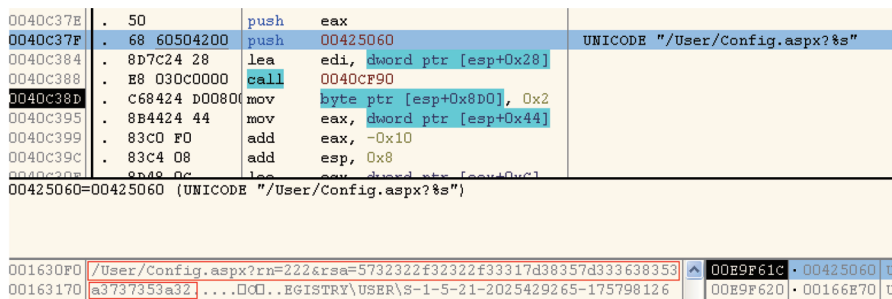 0040C37E . 50 push eax
0040C37F . 68 60504200 push 00425060 UNICODE "/User/Config.aspx?%s"
0040C384 . 8D7C24 28 lea edi, dword ptr [esp+0x28]
0040C388 . E8 030C0000 call 0040CF90
0040C38D . C68424 D0080 mov byte ptr [esp+0x8D0], 0x2
0040C395 . 8B4424 44 mov eax, dword ptr [esp+0x44]
0040C399 . 83C0 F0 add eax, -0x10
0040C39C . 83C4 08 add esp, 0x8
00425060=00425060 (UNICODE "/User/Config.aspx?%s")
001630F0 /User/Config.aspx?rn=222&rsa=5732322f32322f33317d38357d333638353 00E9F61C · 00425060
00163170 a3737353a32 ....□C□..EGISTRY\USER\S-1-5-21-2025429265-175798126 00E9F620 · 00166E70